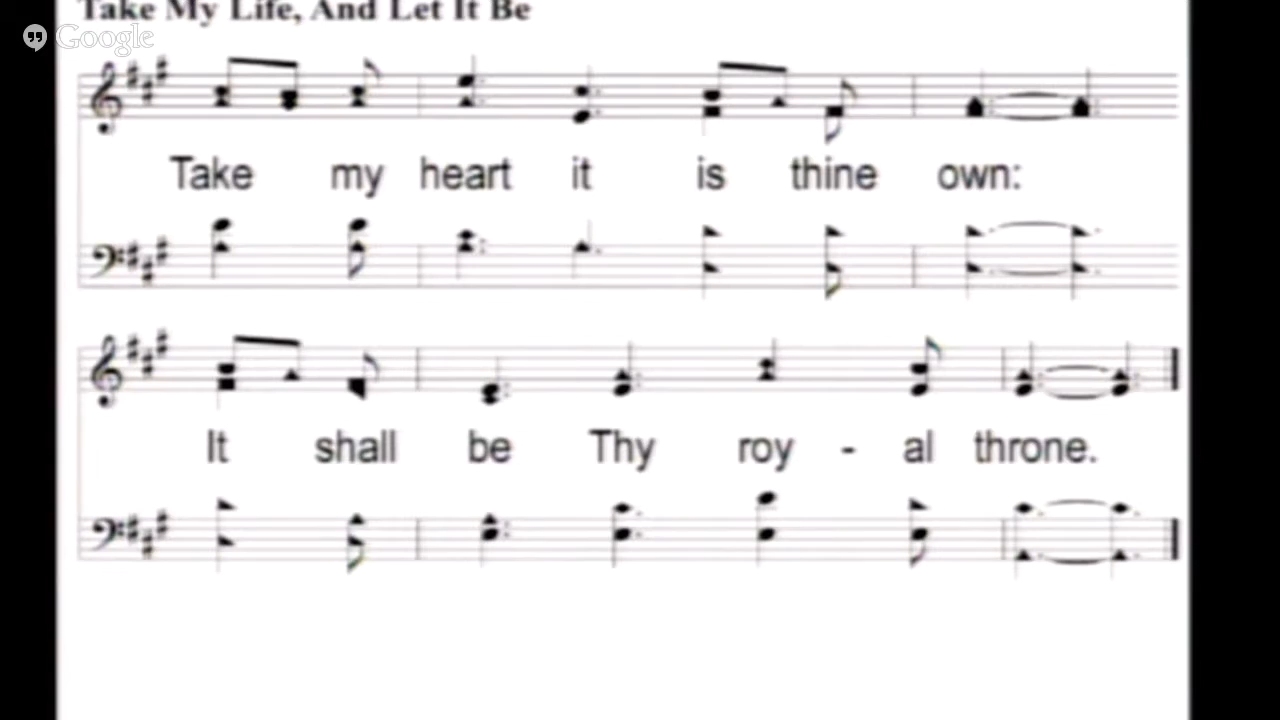 Take My Life, And Let It Be
Google
Take my heart it is thine own:
It shall be Thy roy - al throne.